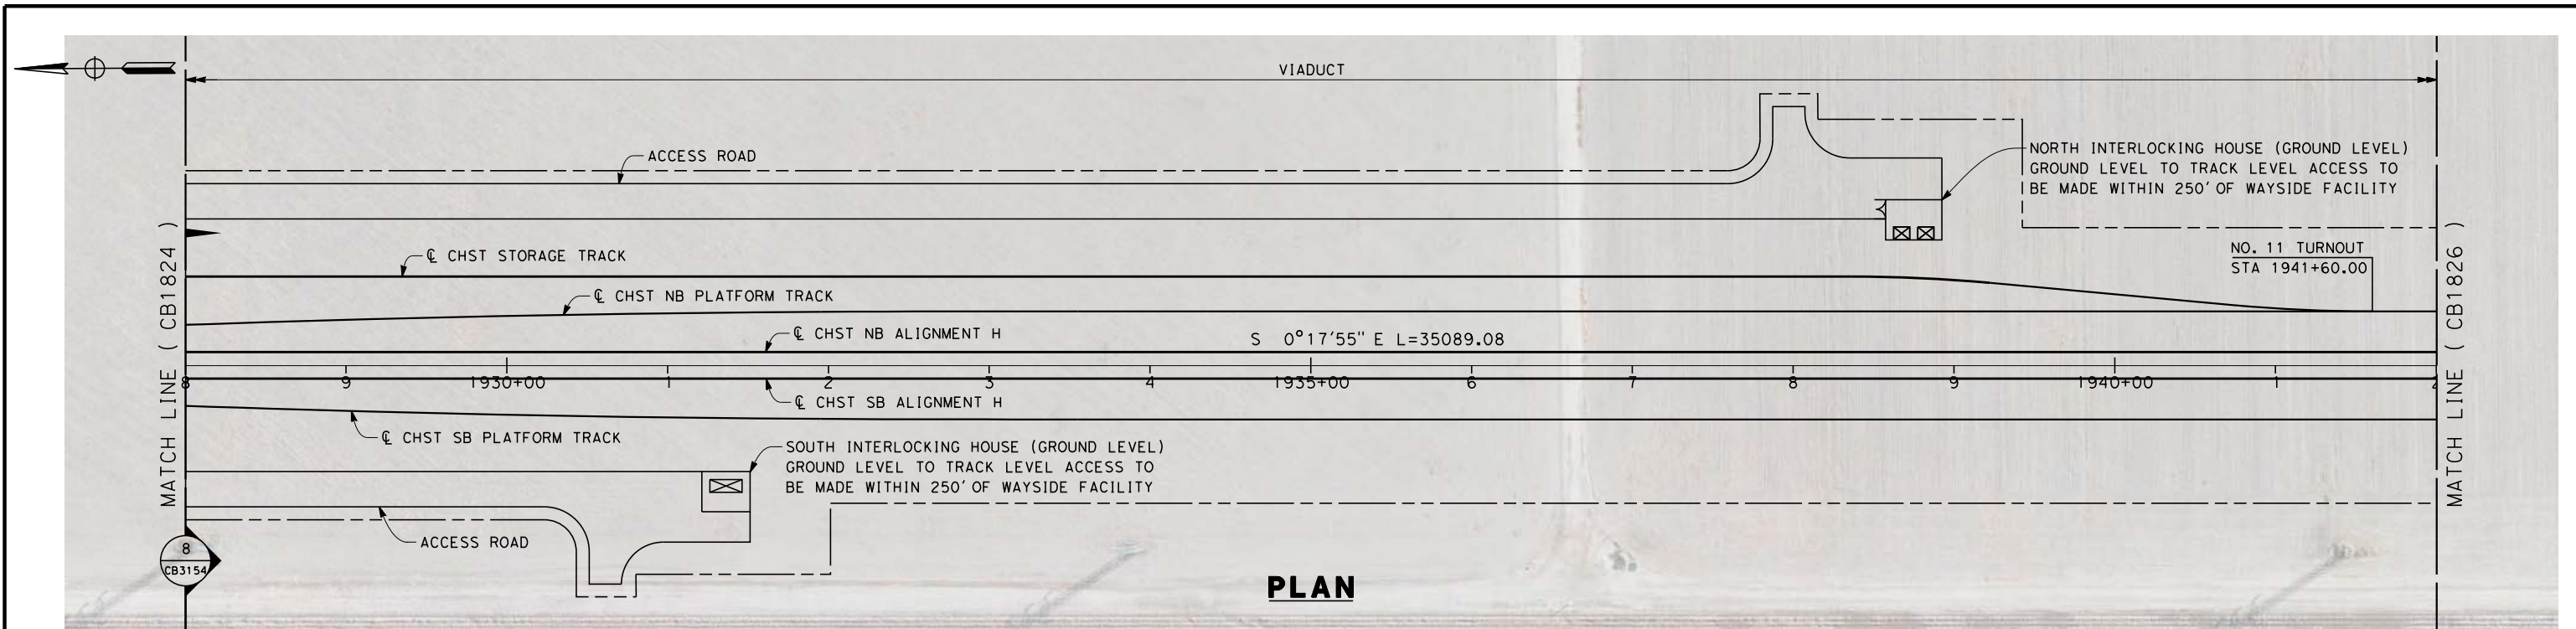 VIADUCT
ACCESS ROAD
NORTH INTERLOCKING HOUSE (GROUND LEVEL)
GROUND LEVEL TO TRACK LEVEL ACCESS TO
BE MADE WITHIN 250' OF WAYSIDE FACILITY
MATCH LINE ( CB1824 )
℄ CHST STORAGE TRACK
NO. 11 TURNOUT
STA 1941+60.00
MATCH LINE ( CB1826 )
℄ CHST NB PLATFORM TRACK
℄ CHST NB ALIGNMENT H
S 0°17'55" E L=35089.08
8 9 1930+00 1 2 3 4 1935+00 6 7 8 9 1940+00 1 2
℄ CHST SB ALIGNMENT H
℄ CHST SB PLATFORM TRACK
SOUTH INTERLOCKING HOUSE (GROUND LEVEL)
GROUND LEVEL TO TRACK LEVEL ACCESS TO
BE MADE WITHIN 250' OF WAYSIDE FACILITY
ACCESS ROAD
8
CB3154
PLAN